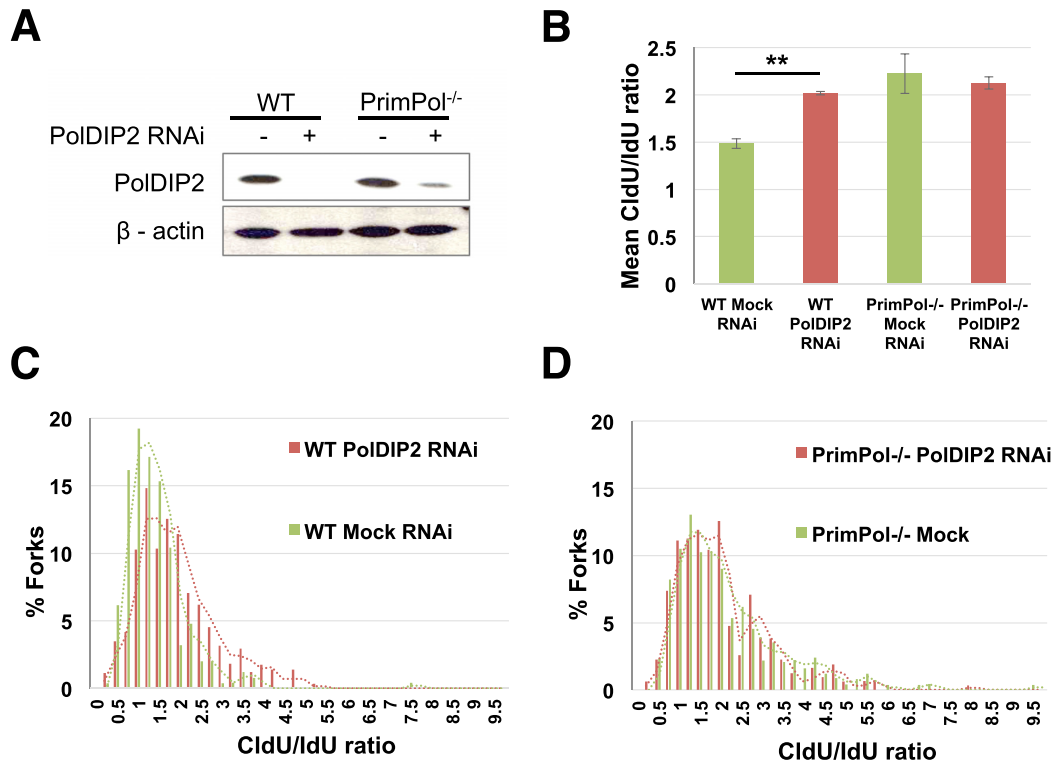 A
WT
PrimPol-/-
PolDIP2 RNAi
- + - +
PolDIP2
β - actin
B
Mean CldU/IdU ratio
2.5
2
1.5
1
0.5
0
**
WT Mock
RNAi
WT
PolDIP2
RNAi
PrimPol-/-
Mock
RNAi
PrimPol-/-
PolDIP2
RNAi
C
% Forks
20
15
10
5
0
WT PolDIP2 RNAi
WT Mock RNAi
0 0.5 1 1.5 2 2.5 3 3.5 4 4.5 5 5.5 6 6.5 7 7.5 8 8.5 9 9.5
CldU/IdU ratio
D
% Forks
20
15
10
5
0
PrimPol-/- PolDIP2 RNAi
PrimPol-/- Mock
0 0.5 1 1.5 2 2.5 3 3.5 4 4.5 5 5.5 6 6.5 7 7.5 8 8.5 9 9.5
CldU/IdU ratio